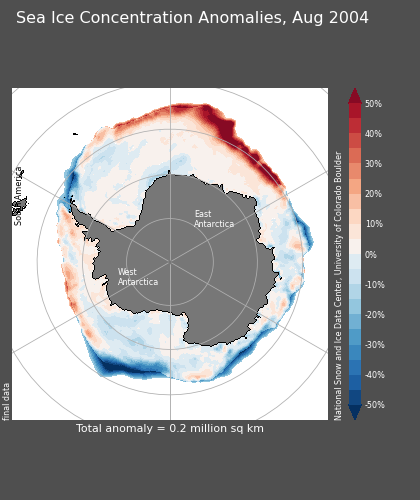 Sea Ice Concentration Anomalies, Aug 2004
South America
East
Antarctica
West
Antarctica
50%
40%
30%
20%
10%
0%
-10%
-20%
-30%
-40%
-50%
National Snow and Ice Data Center, University of Colorado Boulder
final data
Total anomaly = 0.2 million sq km